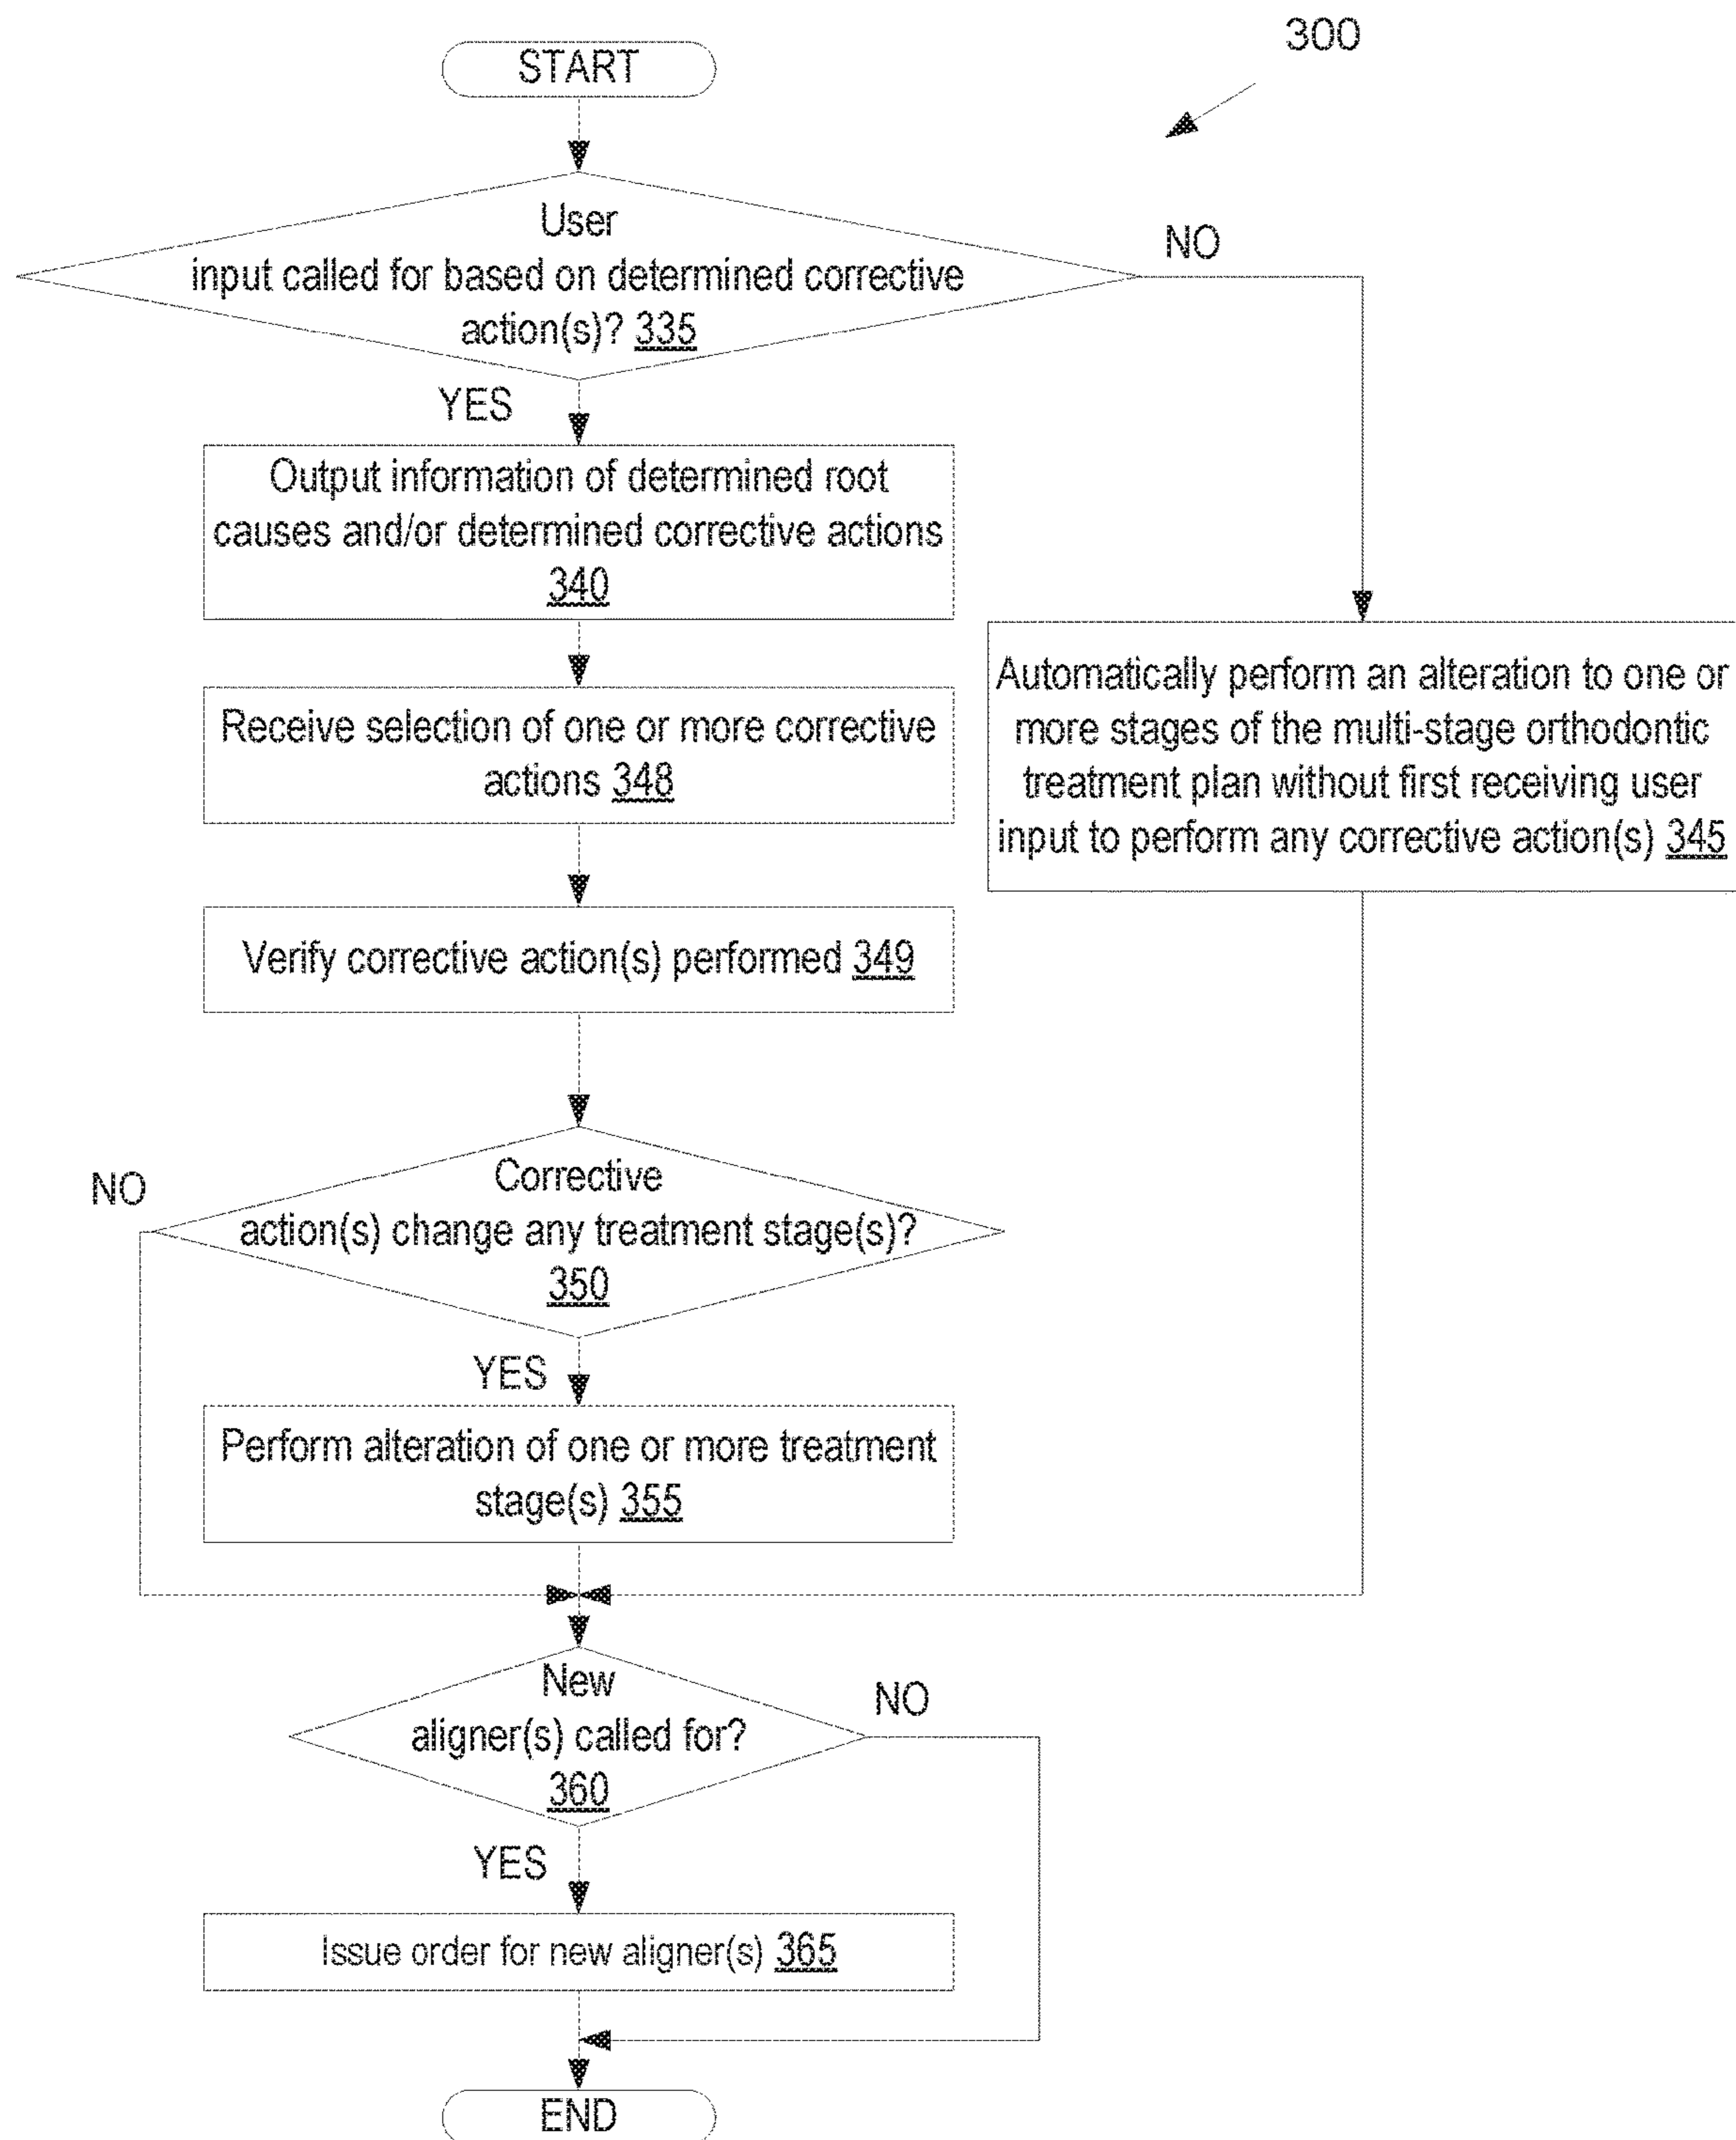 300
START
User
input called for based on determined corrective
action(s)? 335
NO
YES
Output information of determined root
causes and/or determined corrective actions
340
Automatically perform an alteration to one or
more stages of the multi-stage orthodontic
treatment plan without first receiving user
input to perform any corrective action(s) 345
Receive selection of one or more corrective
actions 348
Verify corrective action(s) performed 349
Corrective
action(s) change any treatment stage(s)?
350
NO
YES
Perform alteration of one or more treatment
stage(s) 355
New
aligner(s) called for?
360
NO
YES
Issue order for new aligner(s) 365
END